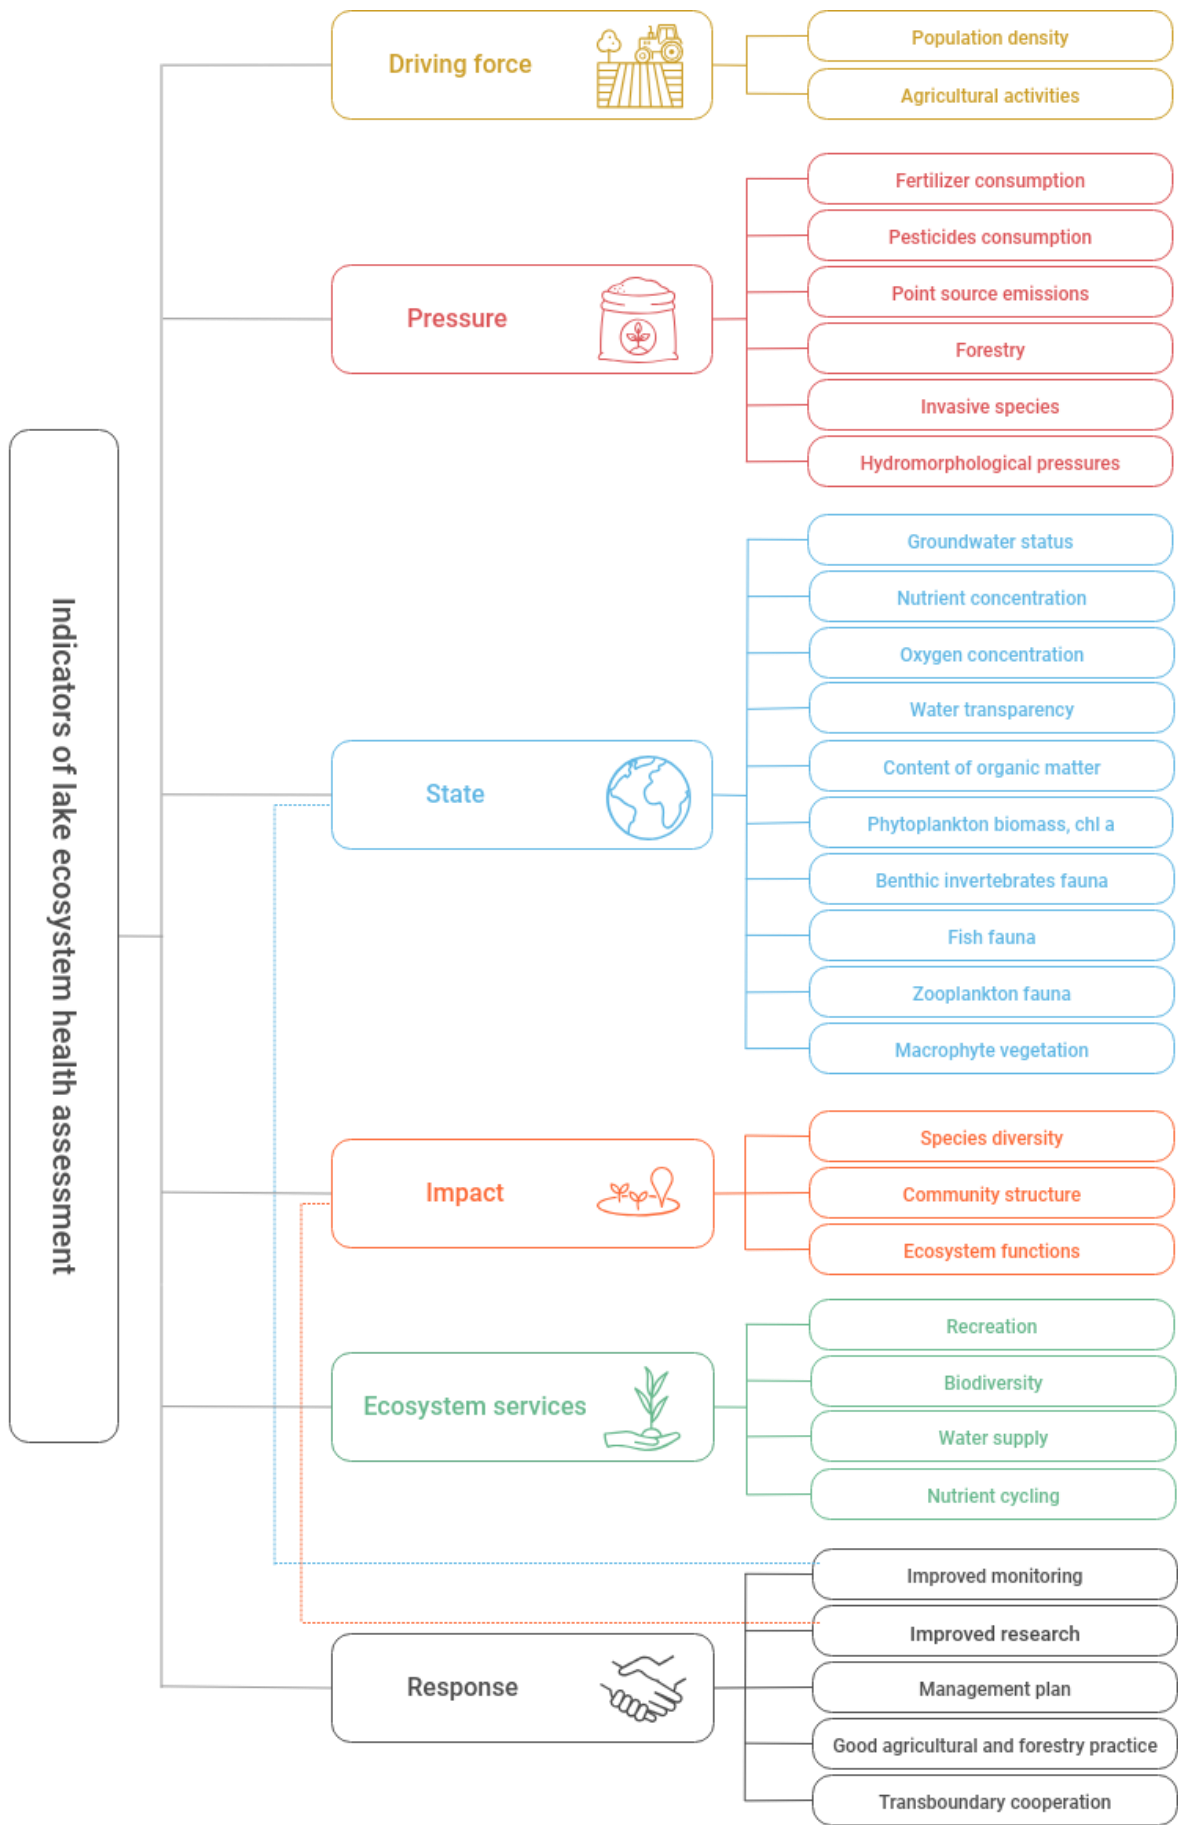 Indicators of lake ecosystem health assessment
Driving force
Population density
Agricultural activities
Pressure
Fertilizer consumption
Pesticides consumption
Point source emissions
Forestry
Invasive species
Hydromorphological pressures
State
Groundwater status
Nutrient concentration
Oxygen concentration
Water transparency
Content of organic matter
Phytoplankton biomass, chl a
Benthic invertebrates fauna
Fish fauna
Zooplankton fauna
Macrophyte vegetation
Impact
Species diversity
Community structure
Ecosystem functions
Ecosystem services
Recreation
Biodiversity
Water supply
Nutrient cycling
Response
Improved monitoring
Improved research
Management plan
Good agricultural and forestry practice
Transboundary cooperation